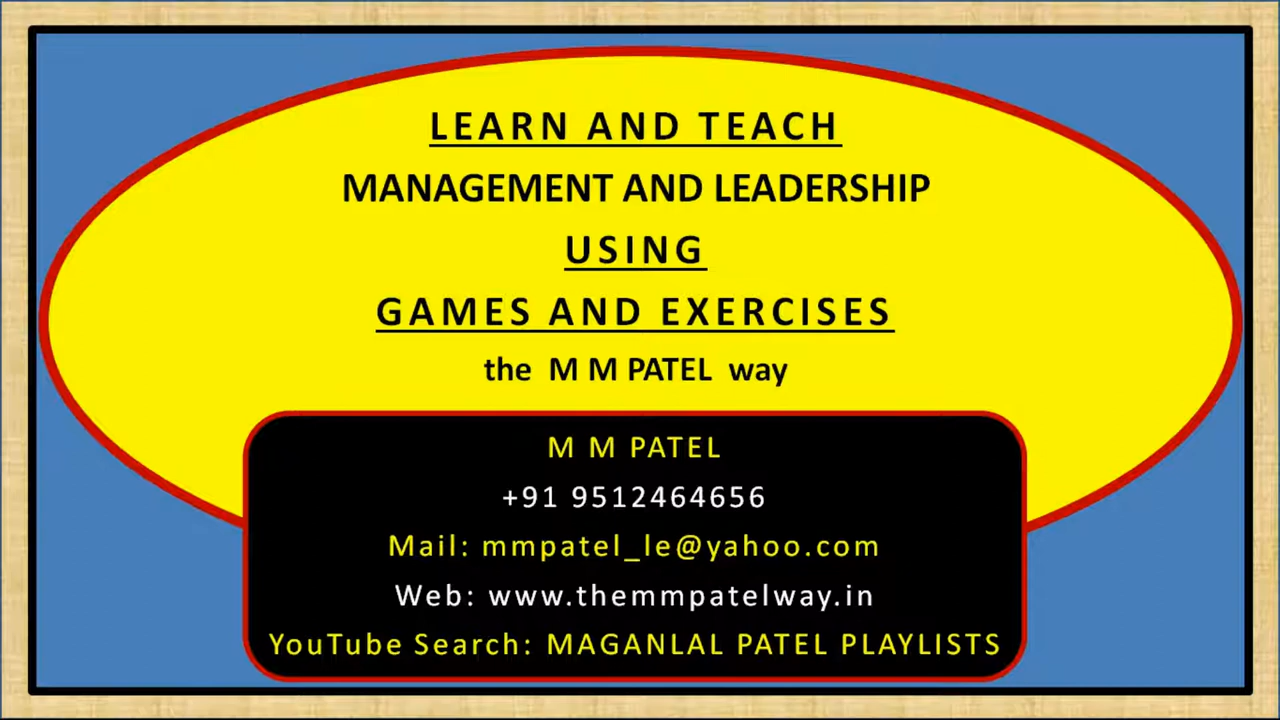 LEARN AND TEACH
MANAGEMENT AND LEADERSHIP
USING
GAMES AND EXERCISES
the M M PATEL way
M M PATEL
+91 9512464656
Mail: mmpatel_le@yahoo.com
Web: www.themmpatelway.in
YouTube Search: MAGANLAL PATEL PLAYLISTS